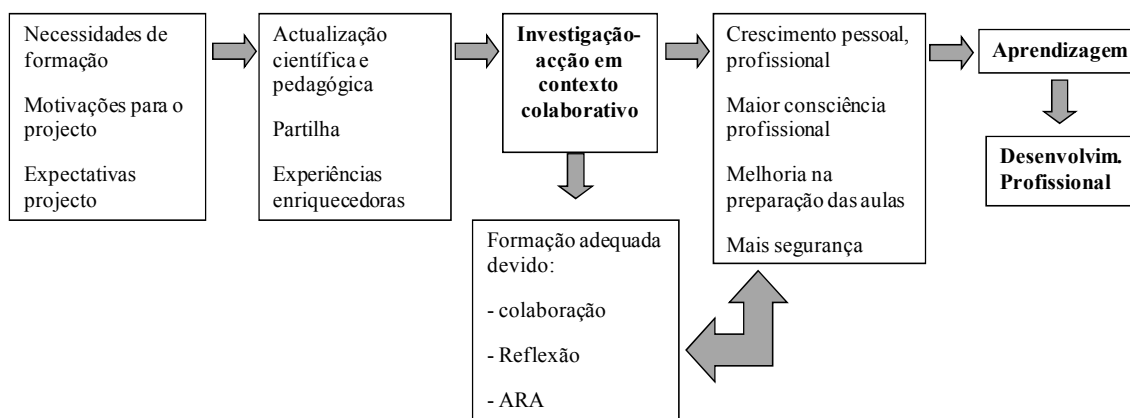 Necessidades de
formação
Motivações para o
projecto
Expectativas
projecto
Actualização
científica e
pedagógica
Partilha
Experiências
enriquecedoras
Investigação-
acção em
contexto
colaborativo
Formação adequada
devido:
- colaboração
- Reflexão
- ARA
Crescimento pessoal,
profissional
Maior consciência
profissional
Melhoria na
preparação das aulas
Mais segurança
Aprendizagem
Desenvolvim.
Profissional